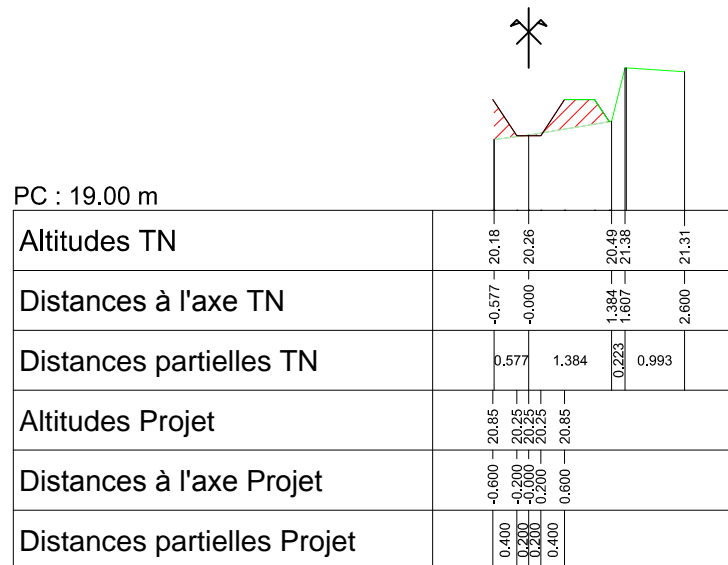 PC : 19.00 m
Altitudes TN 20.18 20.26 20.49 21.38 21.31
Distances à l'axe TN -0.577 -0.000 1.384 1.607 2.600
Distances partielles TN 0.577 1.384 0.223 0.993
Altitudes Projet 20.85 20.25 20.25 20.25 20.85
Distances à l'axe Projet -0.600 -0.200 -0.000 0.200 0.600
Distances partielles Projet 0.400 0.200 0.200 0.400